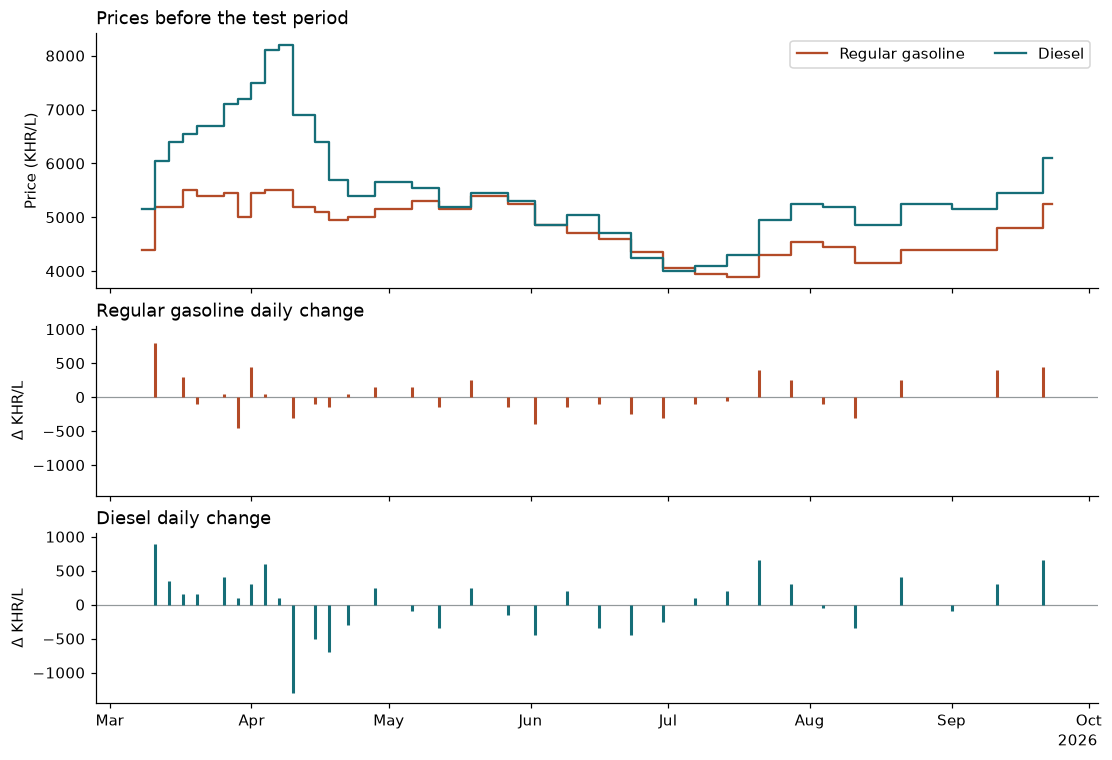 Prices before the test period
Regular gasoline
Diesel
Price (KHR/L)
8000
7000
6000
5000
4000
Regular gasoline daily change
Δ KHR/L
1000
500
0
−500
−1000
Diesel daily change
Δ KHR/L
1000
500
0
−500
−1000
Mar Apr May Jun Jul Aug Sep Oct
2026